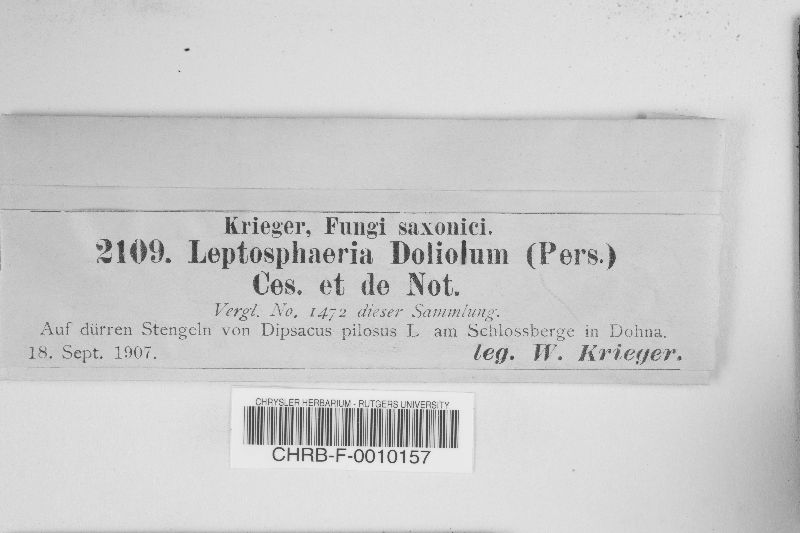 Krieger, Fungi saxonici.
2109. Leptosphaeria Doliolum (Pers.)
Ces. et de Not.
Vergl. No. 1472 dieser Sammlung.
Auf dürren Stengeln von Dipsacus pilosus L. am Schlossberge in Dohna.
18. Sept. 1907. leg. W. Krieger.
CHRYSLER HERBARIUM - RUTGERS UNIVERSITY
CHRB-F-0010157